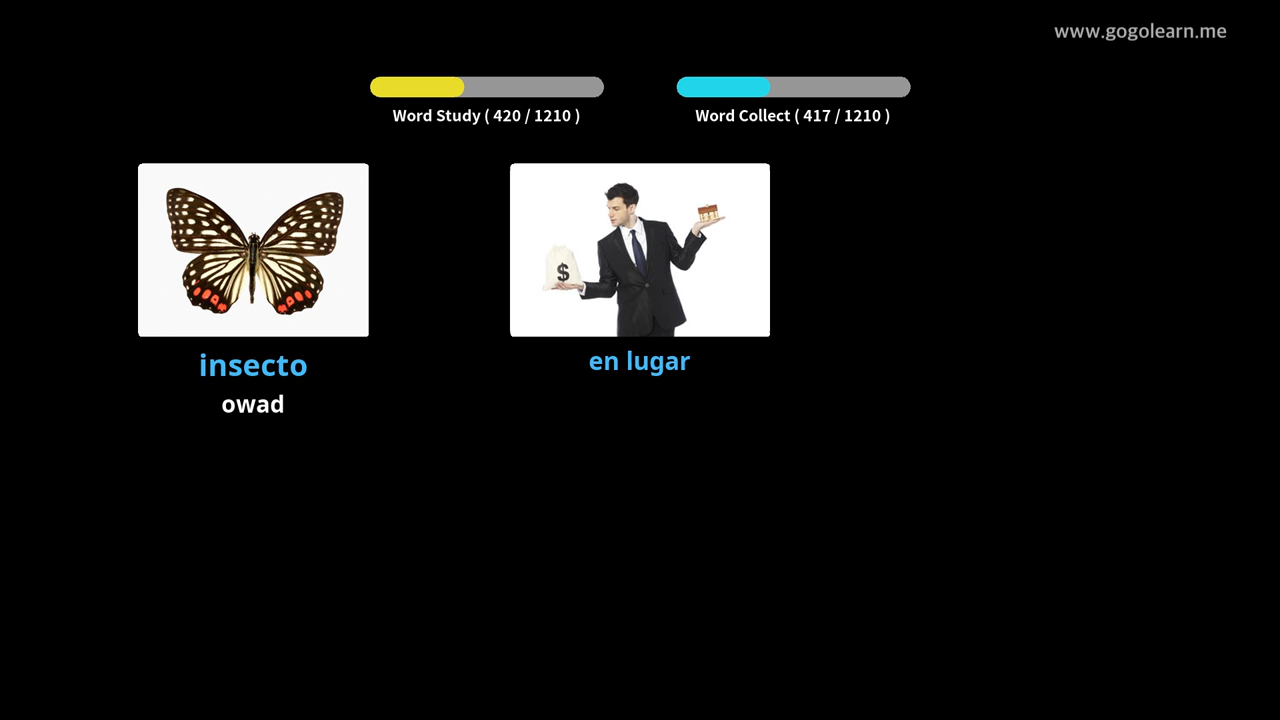 www.gogolearn.me
Word Study ( 420 / 1210 )
Word Collect ( 417 / 1210 )
$
insecto
owad
en lugar